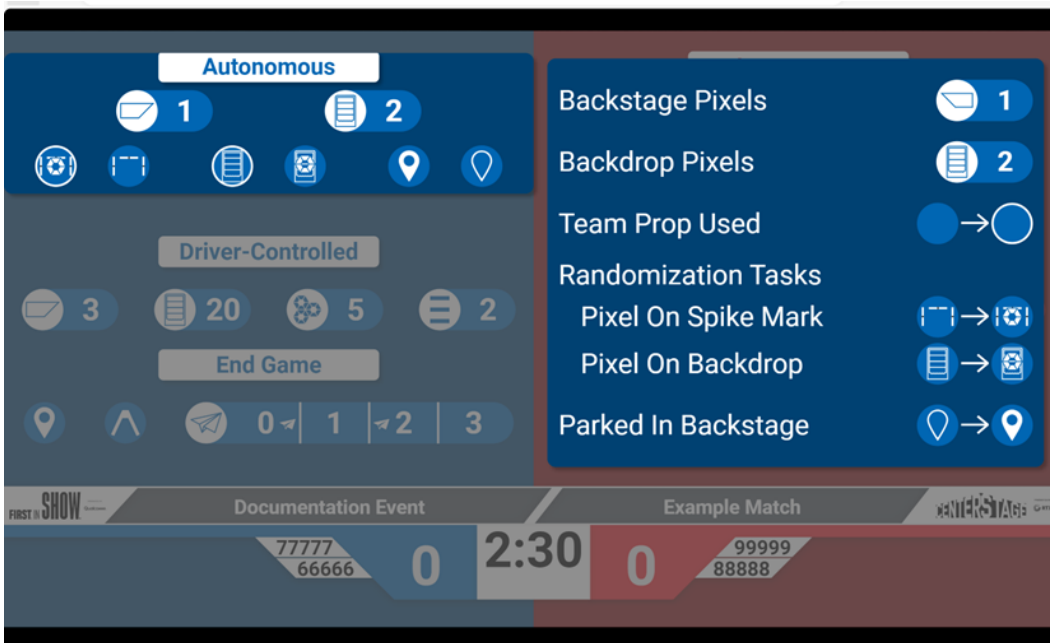 Autonomous
1 2
Driver-Controlled
3 20 5 2
End Game
0 1 2 3
Backstage Pixels 1
Backdrop Pixels 2
Team Prop Used
Randomization Tasks
Pixel On Spike Mark
Pixel On Backdrop
Parked In Backstage
FIRST IN SHOW
Documentation Event
Example Match
CENTERSTAGE
77777
66666
0
2:30
0
99999
88888